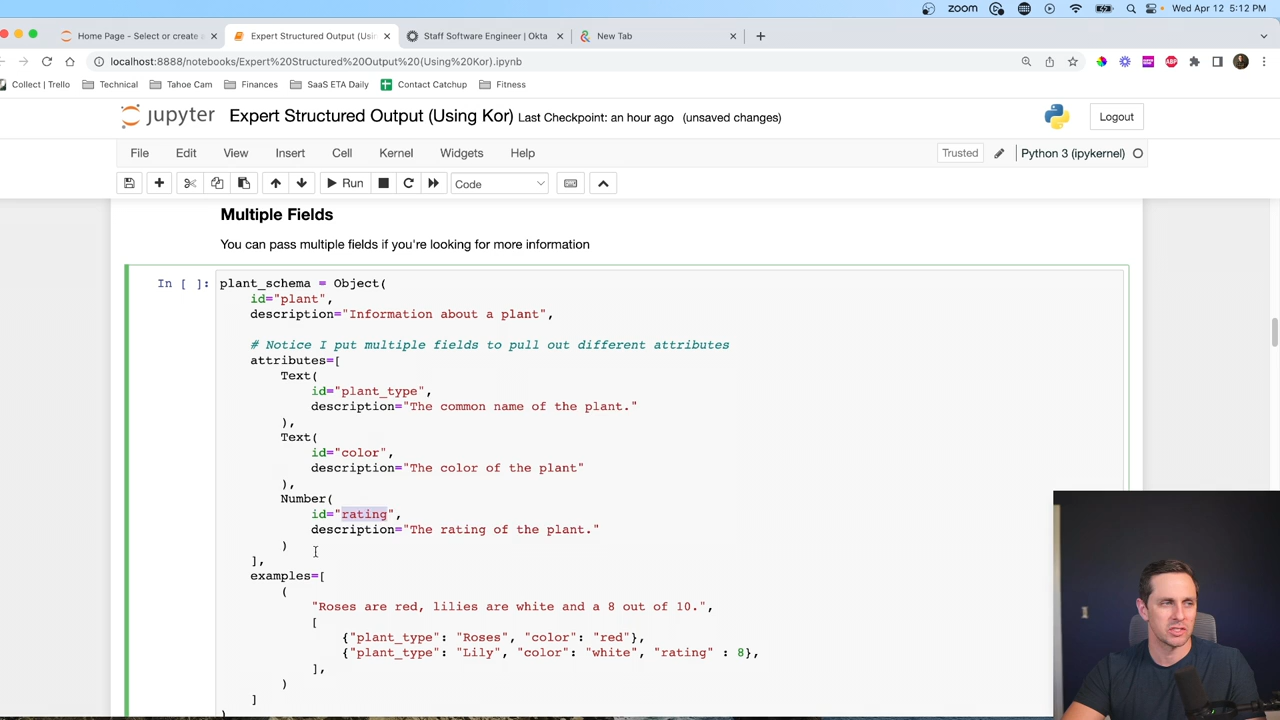 zoom
Wed Apr 12 5:12 PM
Home Page - Select or create a
Expert Structured Output (Usin
Staff Software Engineer | Okta
New Tab
localhost:8888/notebooks/Expert%20Structured%20Output%20(Using%20Kor).ipynb
Collect | Trello
Technical
Tahoe Cam
Finances
SaaS ETA Daily
Contact Catchup
Fitness
jupyter
Expert Structured Output (Using Kor) Last Checkpoint: an hour ago (unsaved changes)
Logout
File Edit View Insert Cell Kernel Widgets Help
Trusted
Python 3 (ipykernel)
Run
Code
Multiple Fields
You can pass multiple fields if you're looking for more information
In [ ]: plant_schema = Object(
id="plant",
description="Information about a plant",
# Notice I put multiple fields to pull out different attributes
attributes=[
Text(
id="plant_type",
description="The common name of the plant."
),
Text(
id="color",
description="The color of the plant"
),
Number(
id="rating",
description="The rating of the plant."
)
],
examples=[
(
"Roses are red, lilies are white and a 8 out of 10.",
[
{"plant_type": "Roses", "color": "red"},
{"plant_type": "Lily", "color": "white", "rating" : 8},
],
)
]
)